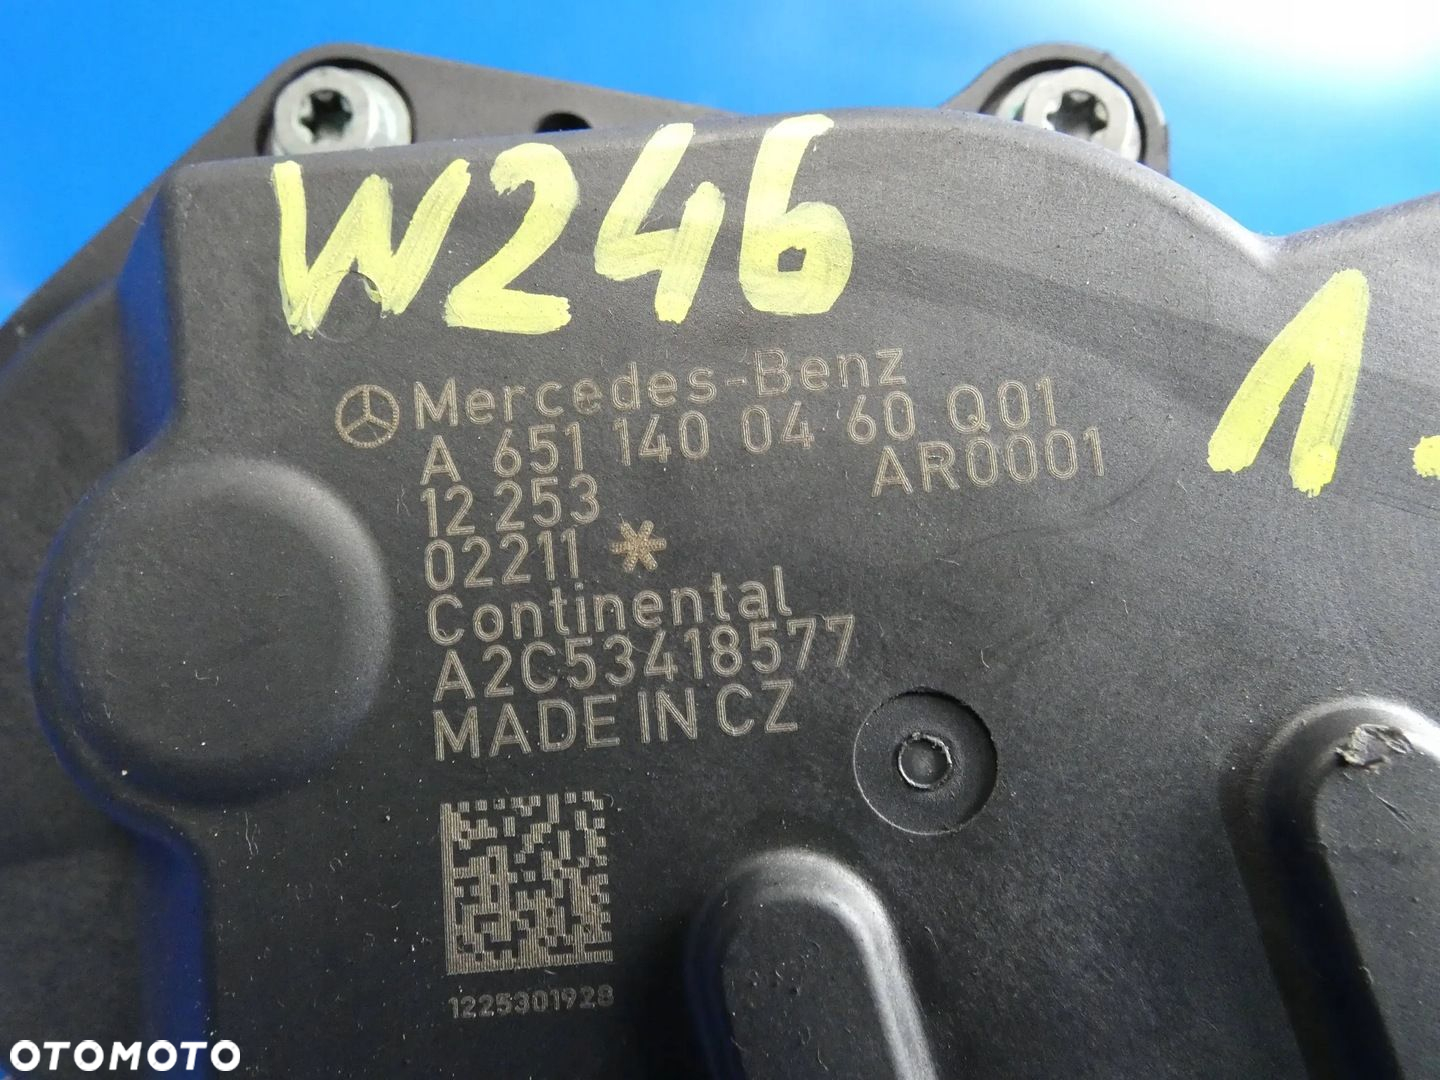 W246
1.
Mercedes-Benz
A 651 140 04 60 Q01
12 253 AR0001
02211 *
Continental
A2C53418577
MADE IN CZ
1225301928
OTOMOTO